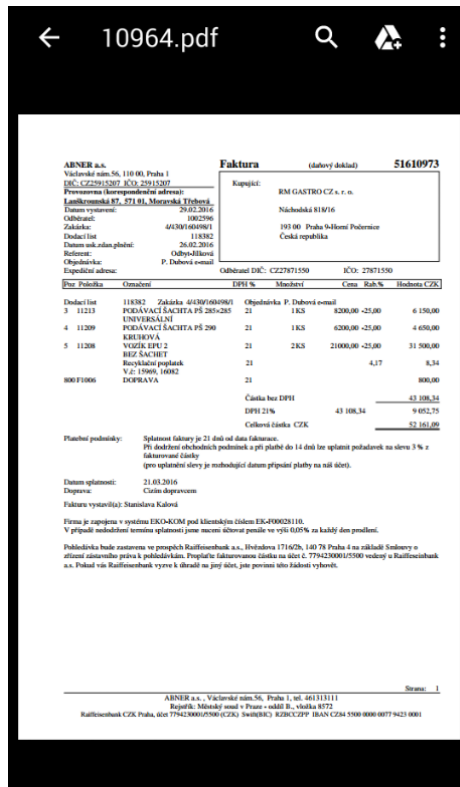 10964.pdf
ABNER a.s. Faktura (daňový doklad) 51610973
Václavské nám.56, 110 00, Praha 1
DIČ: CZ25915207 IČO: 25915207 Kupující:
Provozovna (korespondenční adresa): RM GASTRO CZ s. r. o.
Lanškrounská 87, 571 01, Moravská Třebová
Datum vystavení: 29.02.2016 Náchodská 818/16
Odběratel: 1002596
Zakázka: 4/430/160498/1 193 00 Praha 9-Horní Počernice
Dodací list 118382 Česká republika
Datum usk.zdan.plnění: 26.02.2016
Referent: Odbyt-Jílková
Objednávka: P. Dubová e-mail
Expediční adresa: Odběratel DIČ: CZ27871550 IČO: 27871550
Poz Položka Označení DPH % Množství Cena Rab.% Hodnota CZK
Dodací list 118382 Zakázka 4/430/160498/1 Objednávka P. Dubová e-mail
3 11213 PODÁVACÍ ŠACHTA PŠ 285×285 21 1 KS 8200,00 -25,00 6 150,00
UNIVERSÁLNÍ
4 11209 PODÁVACÍ ŠACHTA PŠ 290 21 1 KS 6200,00 -25,00 4 650,00
KRUHOVÁ
5 11208 VOZÍK EPU 2 21 2 KS 21000,00 -25,00 31 500,00
BEZ ŠACHET
Recyklační poplatek 21 4,17 8,34
V.č: 15969, 16082
800 F1006 DOPRAVA 21 800,00
Částka bez DPH 43 108,34
DPH 21% 43 108,34 9 052,75
Celková částka CZK 52 161,09
Platební podmínky: Splatnost faktury je 21 dnů od data fakturace.
Při dodržení obchodních podmínek a při platbě do 14 dnů lze uplatnit požadavek na slevu 3 % z
fakturované částky
(pro uplatnění slevy je rozhodující datum připsání platby na náš účet).
Datum splatnosti: 21.03.2016
Doprava: Cizím dopravcem
Fakturu vystavil(a): Stanislava Kalová
Firma je zapojena v systému EKO-KOM pod klientským číslem EK-F00028110.
V případě nedodržení termínu splatnosti jsme nuceni účtovat penále ve výši 0,05% za každý den prodlení.
Pohledávka bude zastavena ve prospěch Raiffeisenbank a.s., Hvězdova 1716/2b, 140 78 Praha 4 na základě Smlouvy o
zřízení zástavního práva k pohledávkám. Proplaťte fakturovanou částku na účet č. 7794230001/5500 vedený u Raiffeisenbank
a.s. Pokud vás Raiffeisenbank vyzve k úhradě na jiný účet, jste povinni této žádosti vyhovět.
Strana: 1
ABNER a.s. , Václavské nám.56, Praha 1, tel. 461313111
Rejstřík: Městský soud v Praze - oddíl B., vložka 8572
Raiffeisenbank CZK Praha, účet 7794230001/5500 (CZK) Swift(BIC) RZBCCZPP IBAN CZ84 5500 0000 0077 9423 0001